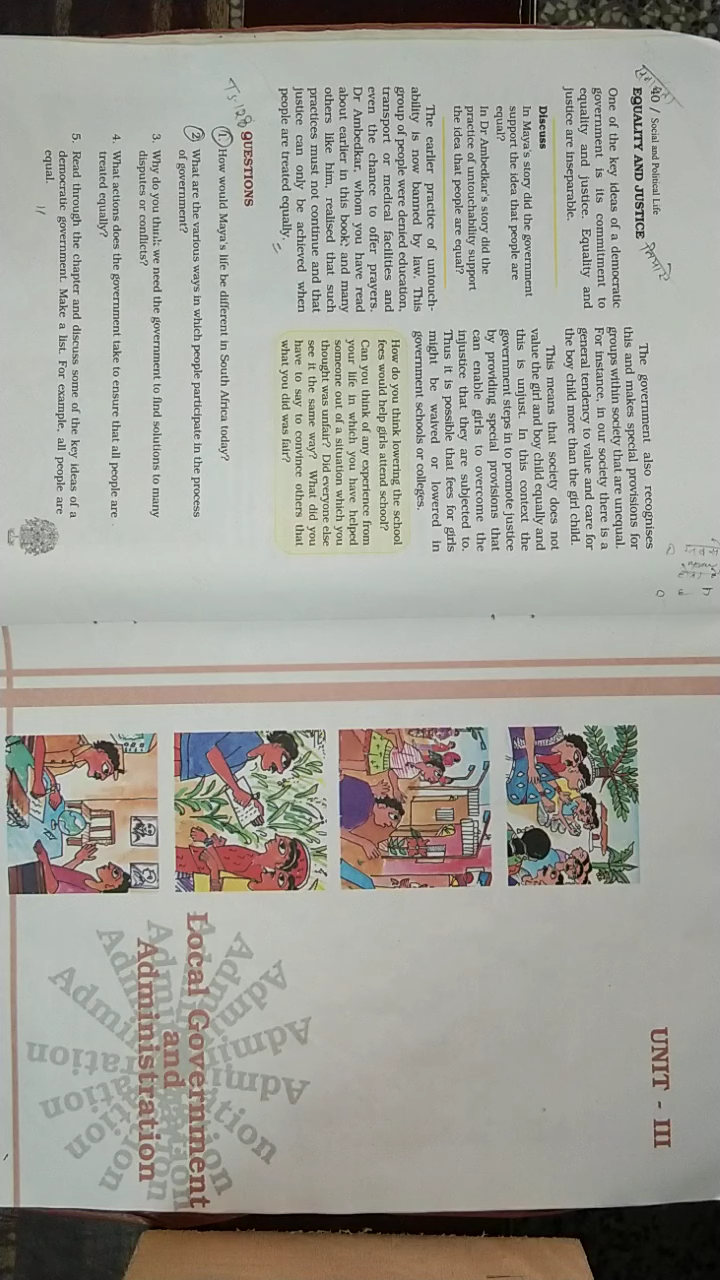 40 / Social and Political Life
EQUALITY AND JUSTICE
One of the key ideas of a democratic
government is its commitment to
equality and justice. Equality and
justice are inseparable.
Discuss
In Maya's story did the government
support the idea that people are
equal?
In Dr Ambedkar's story did the
practice of untouchability support
the idea that people are equal?
The earlier practice of untouch-
ability is now banned by law. This
group of people were denied education,
transport or medical facilities and
even the chance to offer prayers.
Dr Ambedkar, whom you have read
about earlier in this book, and many
others like him, realised that such
practices must not continue and that
justice can only be achieved when
people are treated equally.
The government also recognises
this and makes special provisions for
groups within society that are unequal.
For instance, in our society there is a
general tendency to value and care for
the boy child more than the girl child.
This means that society does not
value the girl and boy child equally and
this is unjust. In this context the
government steps in to promote justice
by providing special provisions that
can enable girls to overcome the
injustice that they are subjected to.
Thus it is possible that fees for girls
might be waived or lowered in
government schools or colleges.
How do you think lowering the school
fees would help girls attend school?
Can you think of any experience from
your life in which you have helped
someone out of a situation which you
thought was unfair? Did everyone else
see it the same way? What did you
have to say to convince others that
what you did was fair?
QUESTIONS
1. How would Maya's life be different in South Africa today?
2. What are the various ways in which people participate in the process
of government?
3. Why do you think we need the government to find solutions to many
disputes or conflicts?
4. What actions does the government take to ensure that all people are
treated equally?
5. Read through the chapter and discuss some of the key ideas of a
democratic government. Make a list. For example, all people are
equal.
UNIT - III
Local Government
and
Administration